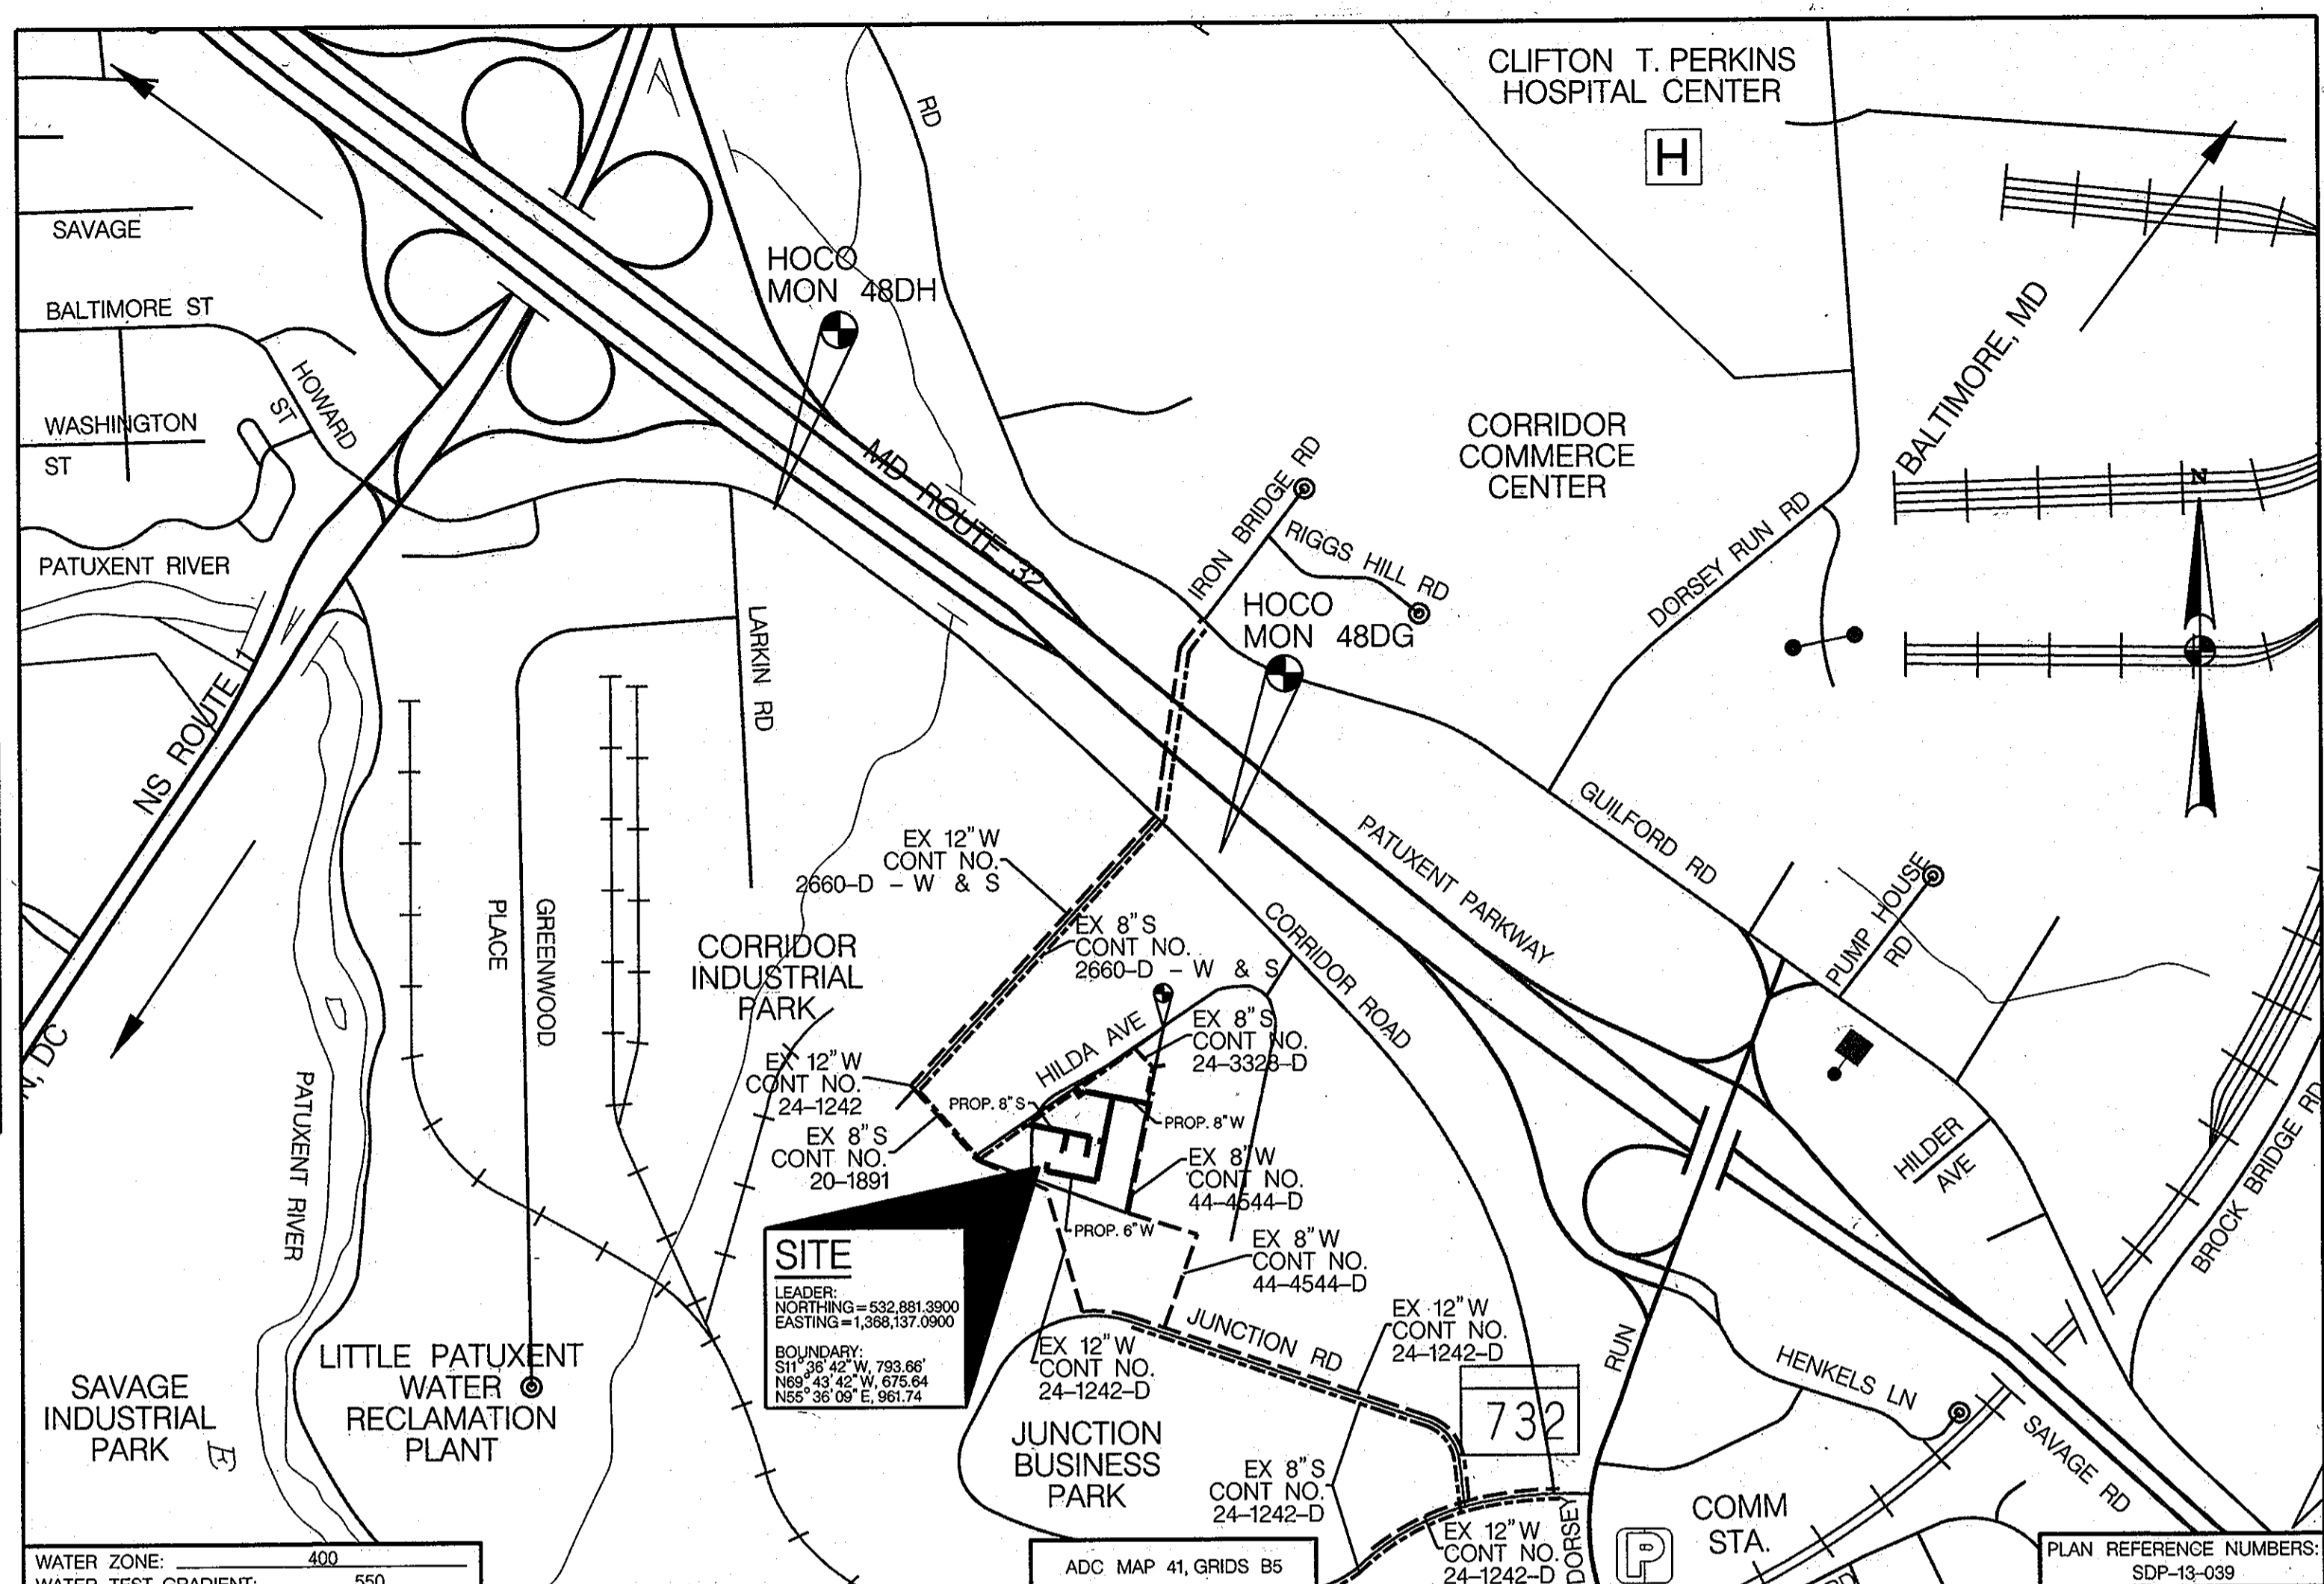 CLIFTON T. PERKINS
HOSPITAL CENTER
H
RD
SAVAGE
BALTIMORE ST
HOWARD
ST
WASHINGTON
ST
PATUXENT RIVER
HOCO
MON 48DH
MD ROUTE 32
CORRIDOR
COMMERCE
CENTER
BALTIMORE, MD
N
IRON BRIDGE RD
RIGGS HILL RD
DORSEY RUN RD
HOCO
MON 48DG
LARKIN RD
NS ROUTE 1
GUILFORD RD
PATUXENT PARKWAY
PUMP HOUSE
RD
EX 12"W
CONT NO.
2660-D - W & S
EX 8"S
CONT NO.
2660-D - W & S
CORRIDOR ROAD
GREENWOOD
PLACE
CORRIDOR
INDUSTRIAL
PARK
HILDA AVE
EX 8"S
CONT NO.
24-3328-D
EX 12"W
CONT NO.
24-1242
PROP. 8"S
PROP. 8"W
EX 8"S
CONT NO.
20-1891
EX 8"W
CONT NO.
44-4544-D
PROP. 6"W
EX 8"W
CONT NO.
44-4544-D
HILDER
AVE
BROCK BRIDGE RD
, DC
PATUXENT RIVER
SITE
LEADER:
NORTHING=532,881.3900
EASTING=1,368,137.0900
BOUNDARY:
S11°36'42"W, 793.66'
N69°43'42"W, 675.64
N55°36'09"E, 961.74
JUNCTION RD
EX 12"W
CONT NO.
24-1242-D
EX 12"W
CONT NO.
24-1242-D
732
RUN
HENKELS LN
SAVAGE RD
SAVAGE
INDUSTRIAL
PARK
E
LITTLE PATUXENT
WATER
RECLAMATION
PLANT
JUNCTION
BUSINESS
PARK
EX 8"S
CONT NO.
24-1242-D
EX 12"W
CONT NO.
24-1242-D
DORSEY
P
COMM
STA.
RD
WATER ZONE: 400
WATER TEST GRADIENT: 550
ADC MAP 41, GRIDS B5
PLAN REFERENCE NUMBERS:
SDP-13-039